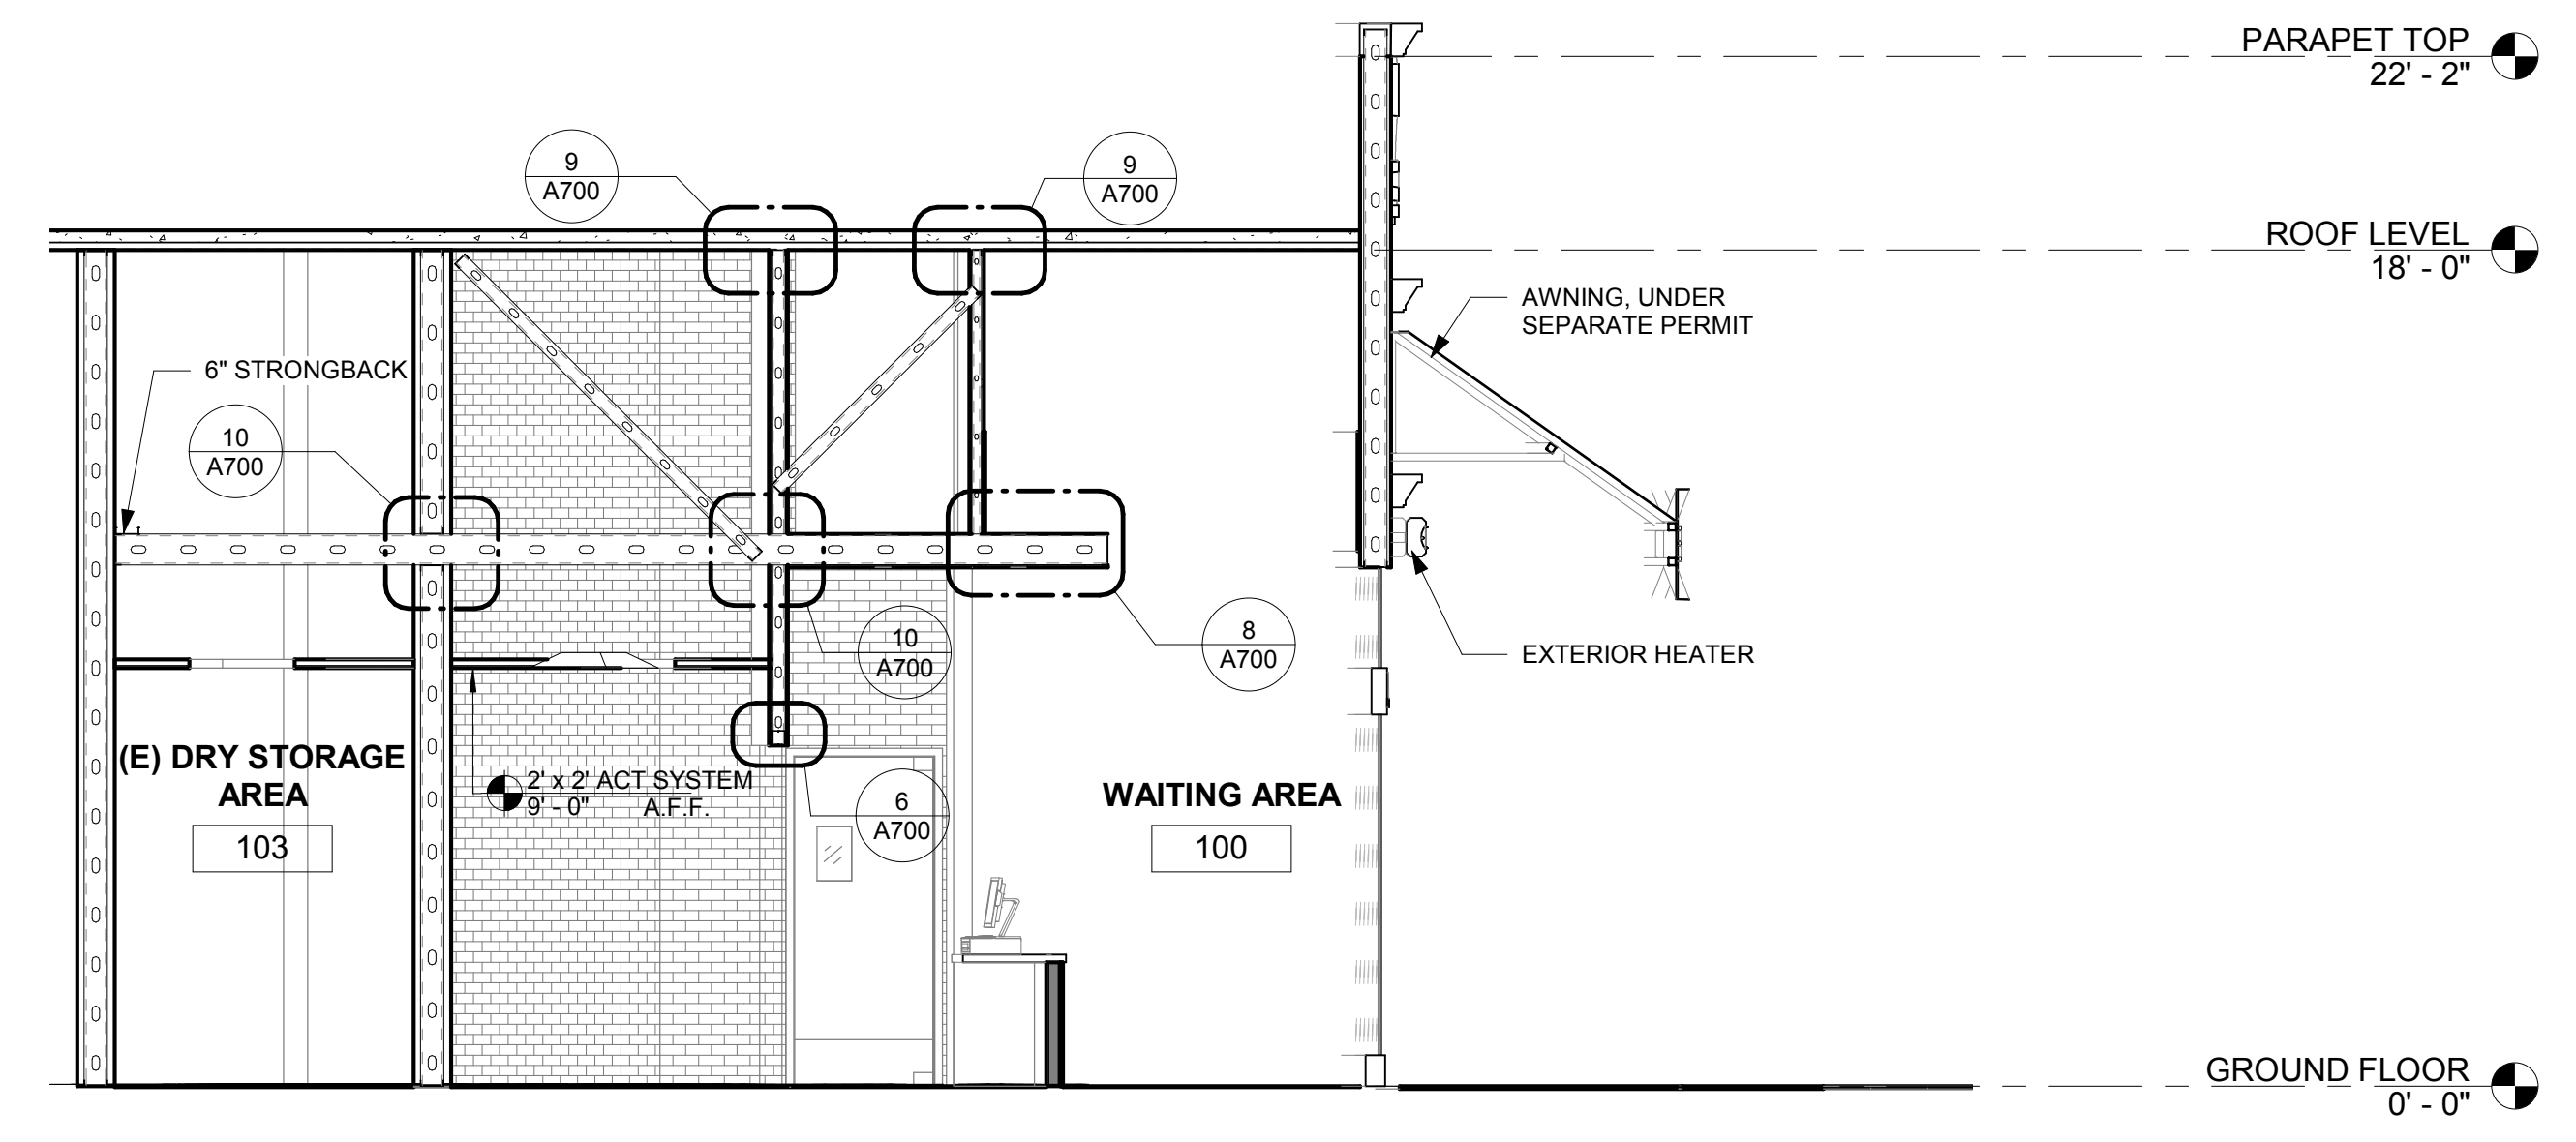 PARAPET TOP
22' - 2"
9
A700
9
A700
ROOF LEVEL
18' - 0"
AWNING, UNDER
SEPARATE PERMIT
6" STRONGBACK
10
A700
10
A700
8
A700
EXTERIOR HEATER
(E) DRY STORAGE
AREA
103
2' x 2' ACT SYSTEM
9' - 0" A.F.F.
6
A700
WAITING AREA
100
GROUND FLOOR
0' - 0"